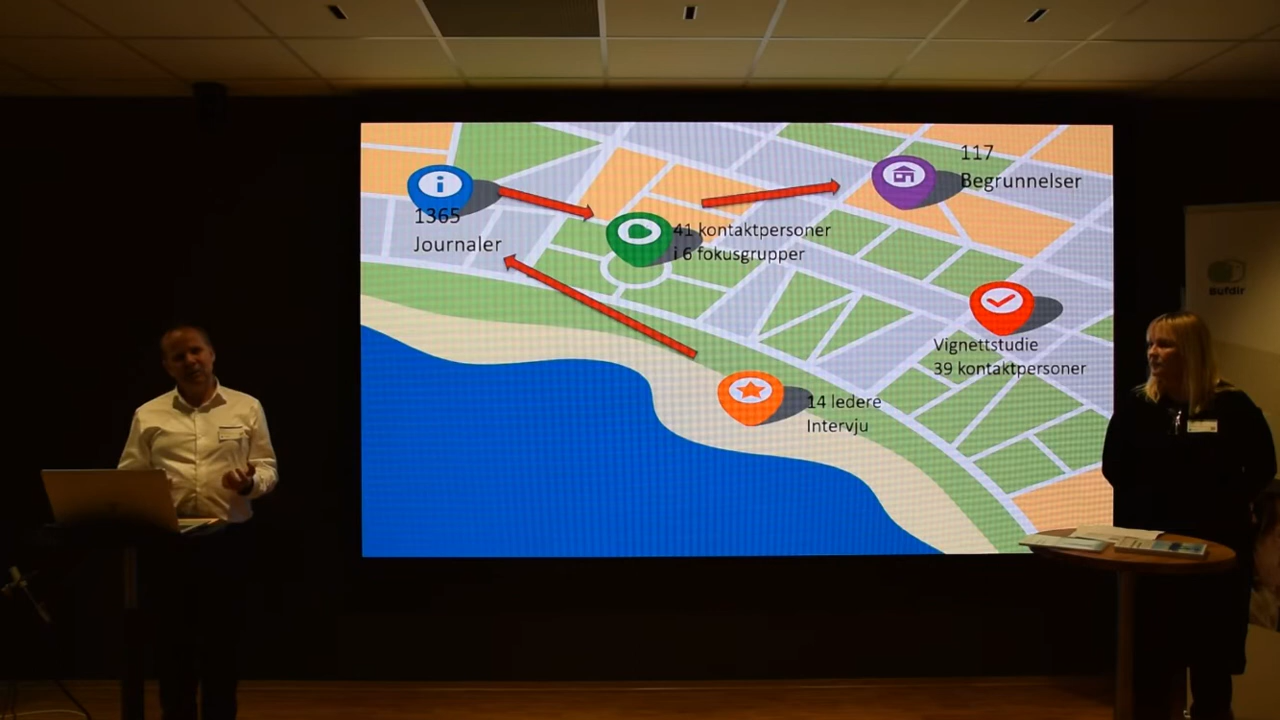 1365
Journaler
41 kontaktpersoner
i 6 fokusgrupper
117
Begrunnelser
Vignettstudie
39 kontaktpersoner
14 ledere
Intervju
Bufdir